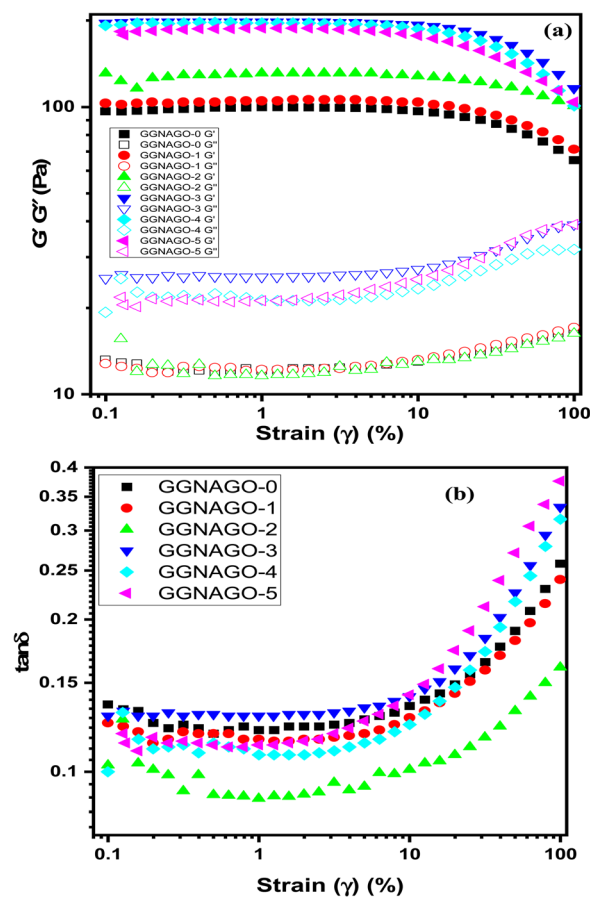 (a)
G' G'' (Pa)
100
10
GGNAGO-0 G'
GGNAGO-0 G''
GGNAGO-1 G'
GGNAGO-1 G''
GGNAGO-2 G'
GGNAGO-2 G''
GGNAGO-3 G'
GGNAGO-3 G''
GGNAGO-4 G'
GGNAGO-4 G''
GGNAGO-5 G'
GGNAGO-5 G''
0.1 1 10 100
Strain (γ) (%)
(b)
tanδ
0.4
0.35
0.3
0.25
0.2
0.15
0.1
GGNAGO-0
GGNAGO-1
GGNAGO-2
GGNAGO-3
GGNAGO-4
GGNAGO-5
0.1 1 10 100
Strain (γ) (%)